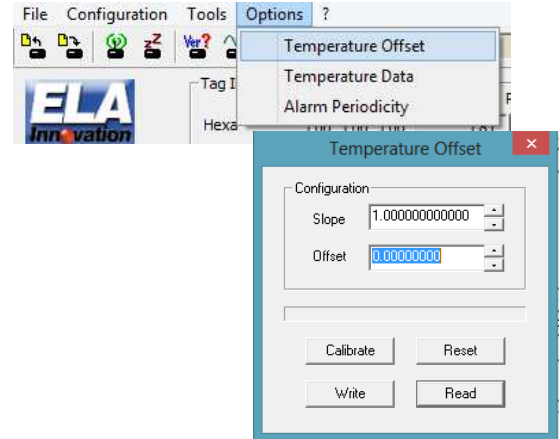 File Configuration Tools Options ?
Ver?
Temperature Offset
Temperature Data
Alarm Periodicity
Tag I
Hexa
ELA
Innovation
Temperature Offset
Configuration
Slope 1.000000000000
Offset 0.00000000
Calibrate Reset
Write Read